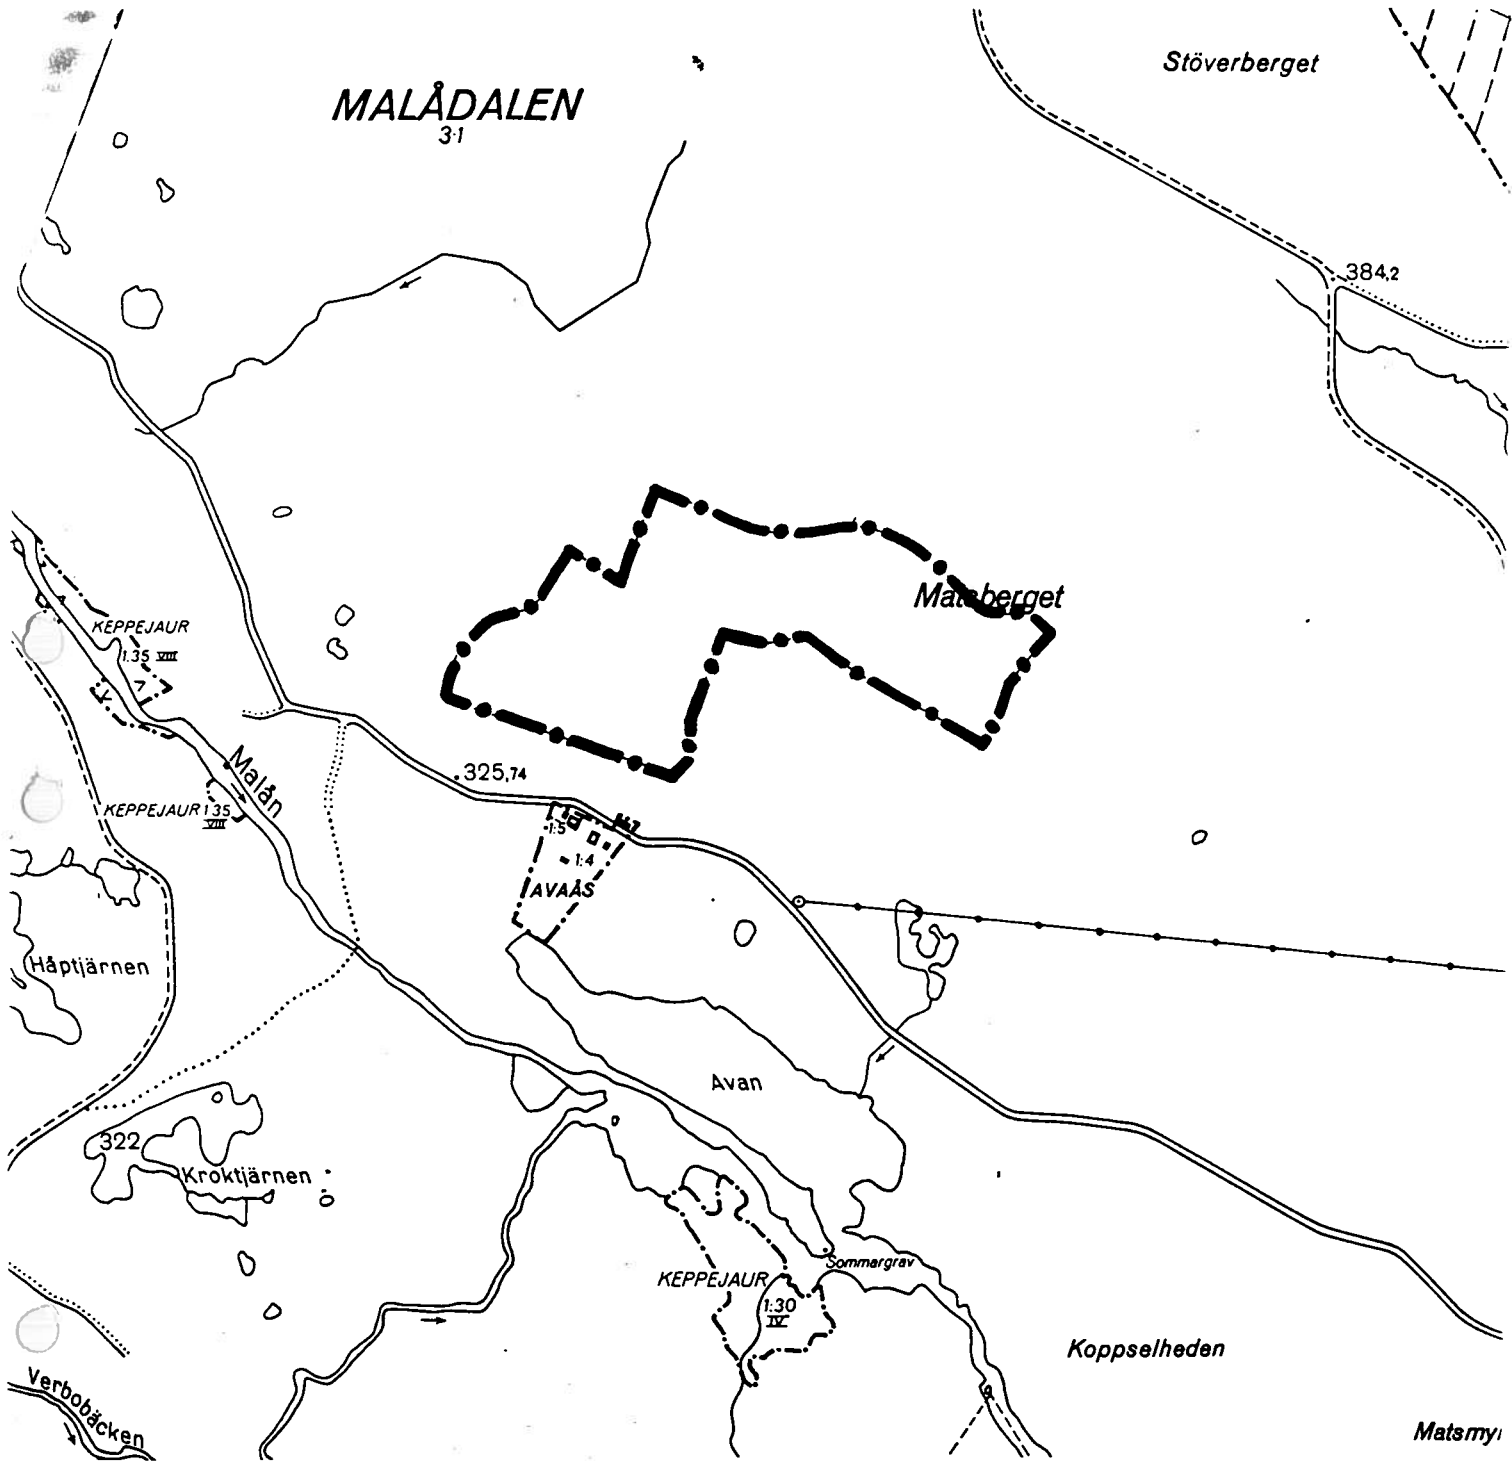 Stöverberget
MALÅDALEN
3:1
384,2
Matsberget
KEPPEJAUR
1:35 VIII
Malån
325,74
KEPPEJAUR 1:35
VIII
1:5
1:4
AVAÅS
Håptjärnen
Avan
322
Kroktjärnen
Sommargrav
KEPPEJAUR
1:30
IV
Koppselheden
Verbobäcken
Matsmyr